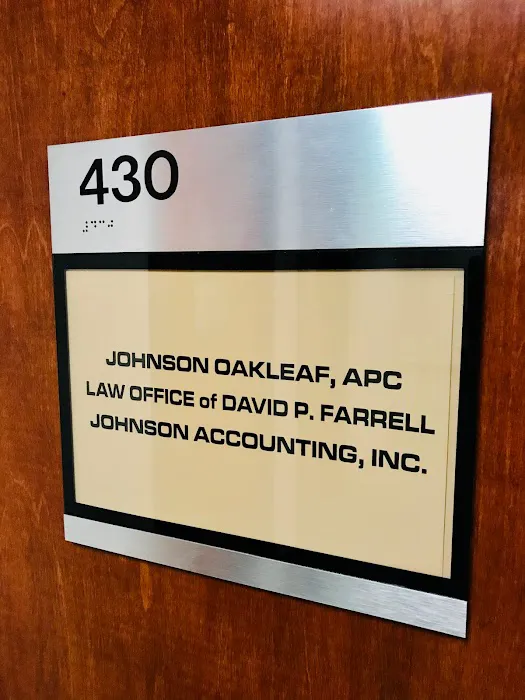 430
⠼⠙⠉⠚
JOHNSON OAKLEAF, APC
LAW OFFICE of DAVID P. FARRELL
JOHNSON ACCOUNTING, INC.